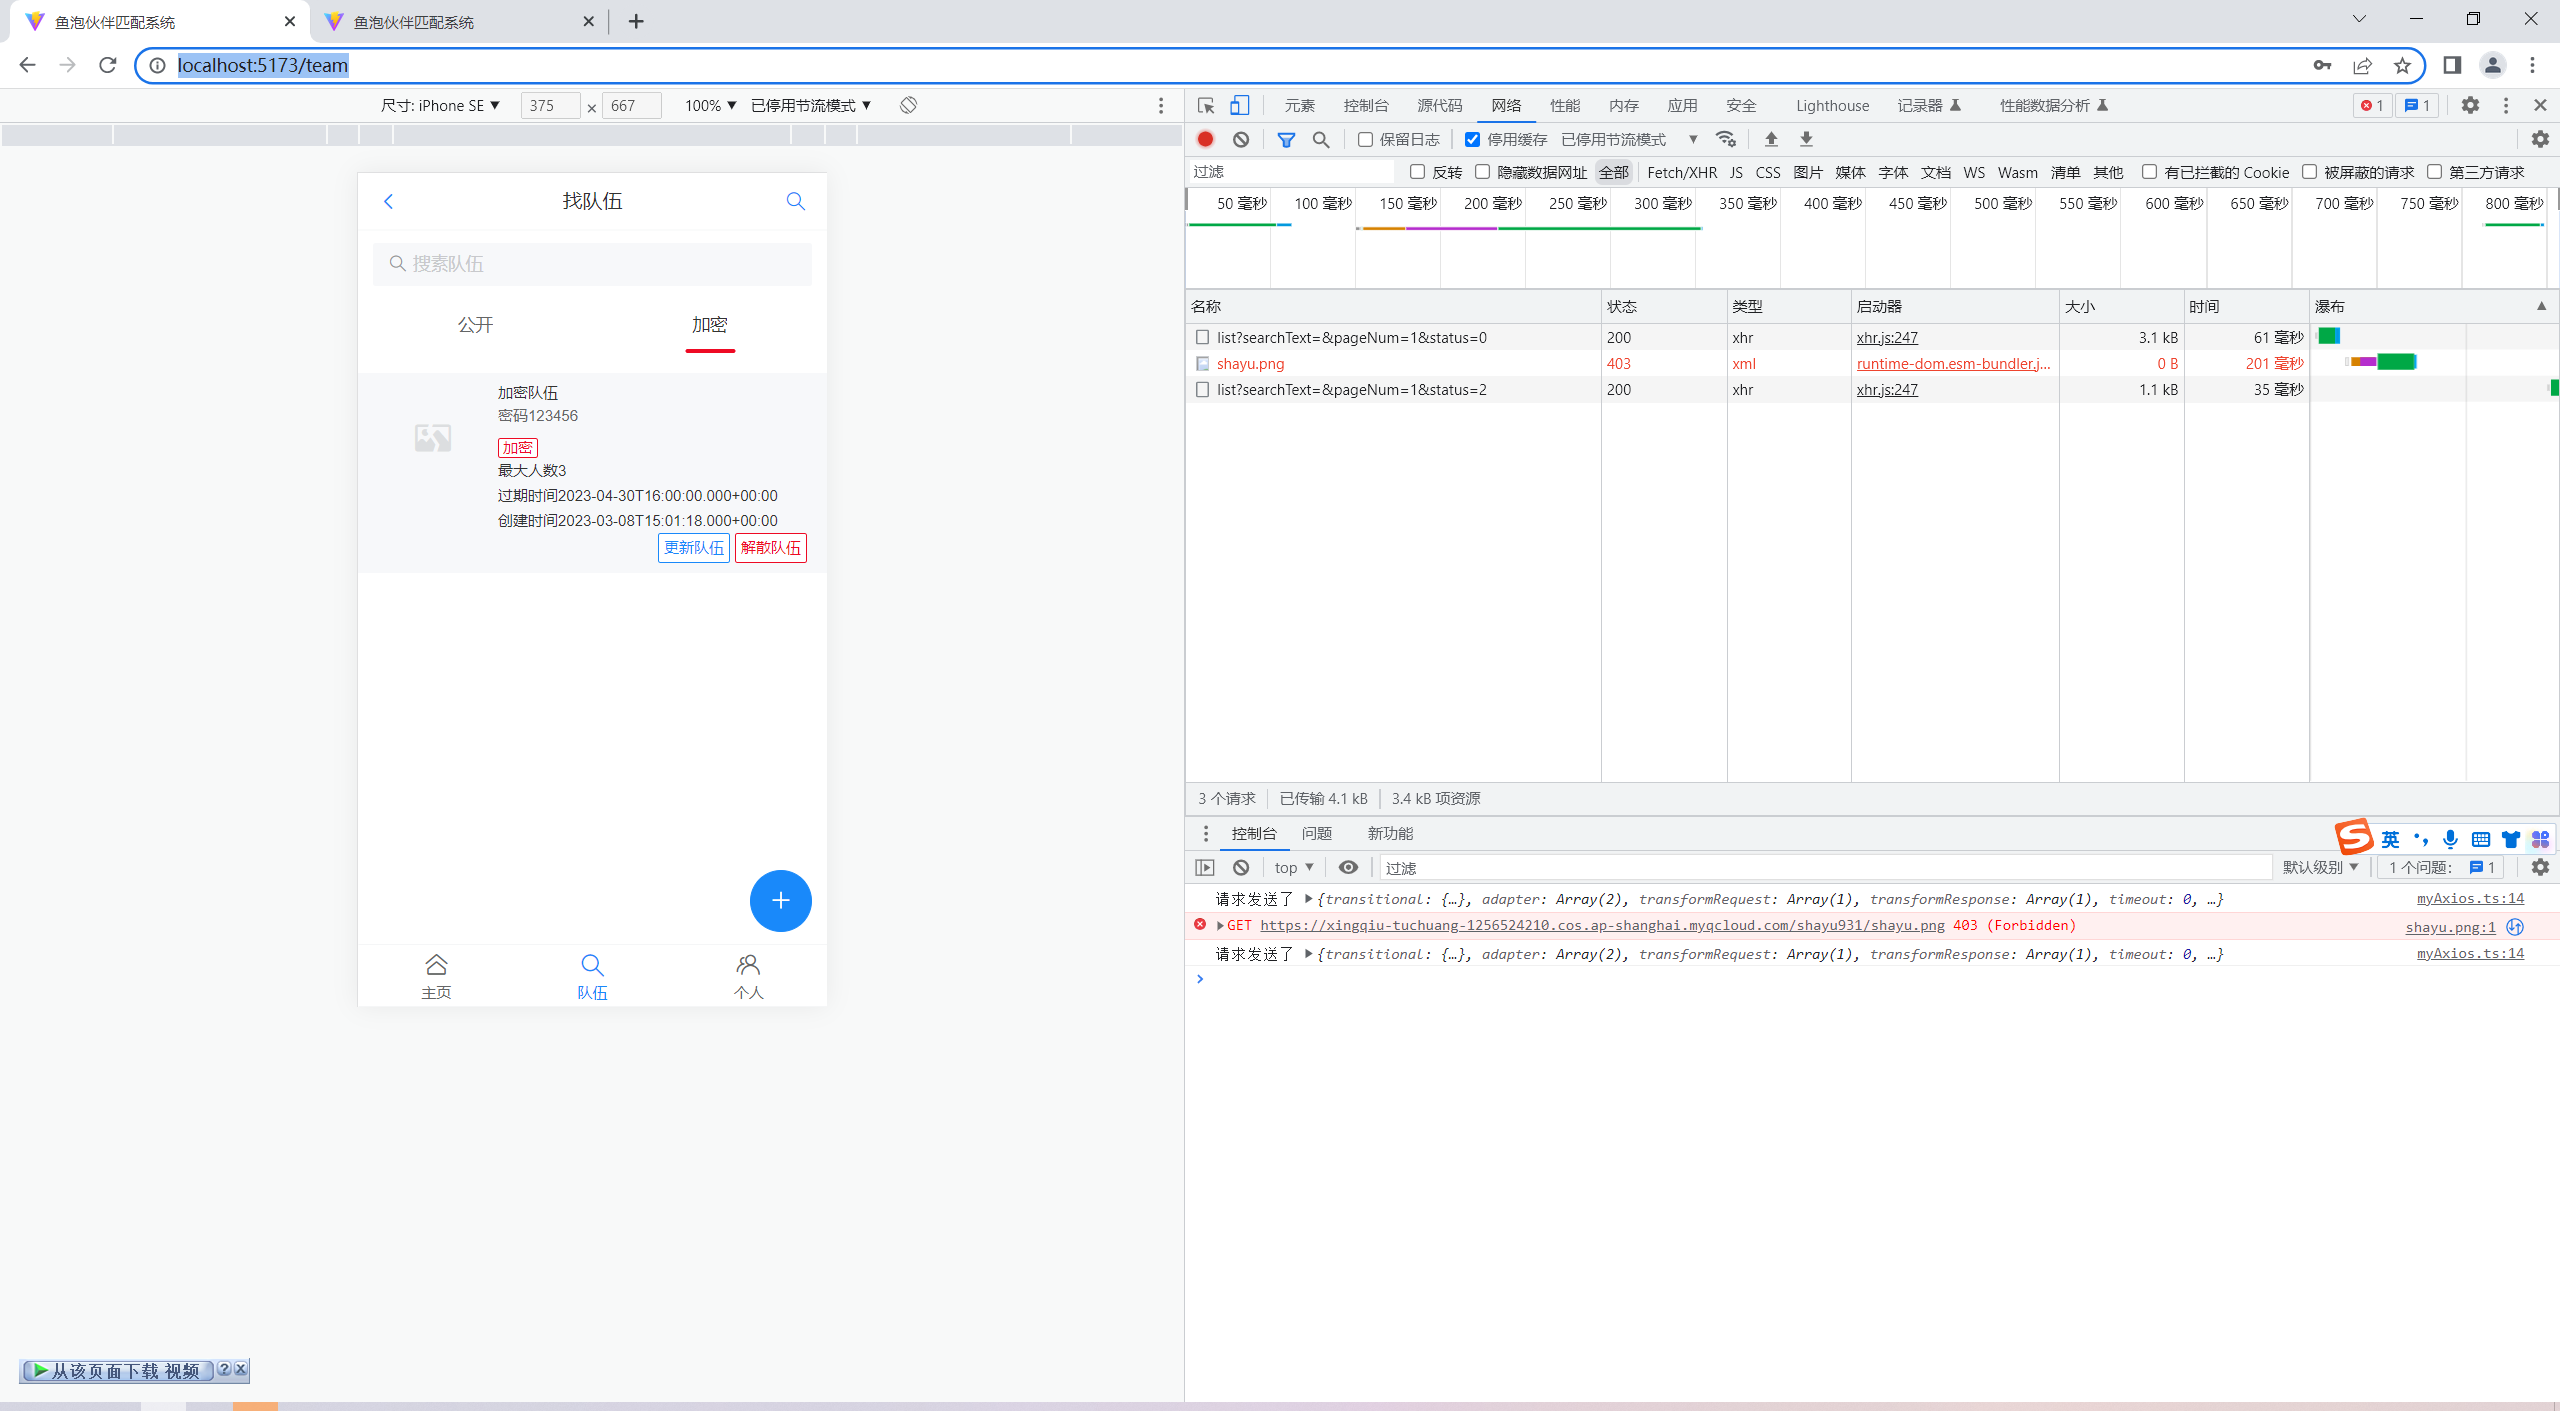 鱼泡伙伴匹配系统
鱼泡伙伴匹配系统
localhost:5173/team
尺寸: iPhone SE ▼ 375 × 667 100% ▼ 已停用节流模式 ▼
找队伍
搜索队伍
公开 加密
加密队伍
密码123456
加密
最大人数3
过期时间2023-04-30T16:00:00.000+00:00
创建时间2023-03-08T15:01:18.000+00:00
更新队伍 解散队伍
主页 队伍 个人
从该页面下载 视频
元素 控制台 源代码 网络 性能 内存 应用 安全 Lighthouse 记录器 性能数据分析 1 1
保留日志 停用缓存 已停用节流模式 ▼
过滤 反转 隐藏数据网址 全部 Fetch/XHR JS CSS 图片 媒体 字体 文档 WS Wasm 清单 其他 有已拦截的 Cookie 被屏蔽的请求 第三方请求
50 毫秒 100 毫秒 150 毫秒 200 毫秒 250 毫秒 300 毫秒 350 毫秒 400 毫秒 450 毫秒 500 毫秒 550 毫秒 600 毫秒 650 毫秒 700 毫秒 750 毫秒 800 毫秒
名称 状态 类型 启动器 大小 时间 瀑布
list?searchText=&pageNum=1&status=0 200 xhr xhr.js:247 3.1 kB 61 毫秒
shayu.png 403 xml runtime-dom.esm-bundler.j... 0 B 201 毫秒
list?searchText=&pageNum=1&status=2 200 xhr xhr.js:247 1.1 kB 35 毫秒
3 个请求 已传输 4.1 kB 3.4 kB 项资源
控制台 问题 新功能
英
top ▼ 过滤 默认级别 ▼ 1 个问题: 1
请求发送了 {transitional: {…}, adapter: Array(2), transformRequest: Array(1), transformResponse: Array(1), timeout: 0, …} myAxios.ts:14
GET https://xingqiu-tuchuang-1256524210.cos.ap-shanghai.myqcloud.com/shayu931/shayu.png 403 (Forbidden) shayu.png:1
请求发送了 {transitional: {…}, adapter: Array(2), transformRequest: Array(1), transformResponse: Array(1), timeout: 0, …} myAxios.ts:14